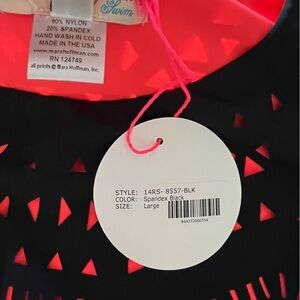 Swim
80% NYLON
20% SPANDEX
HAND WASH IN COLD
MADE IN THE USA
www.marahoffman.com
RN 124749
all prints © Mara Hoffman, Inc.
STYLE: 14RS- 8557-BLK
COLOR: Spandex Black
SIZE: Large